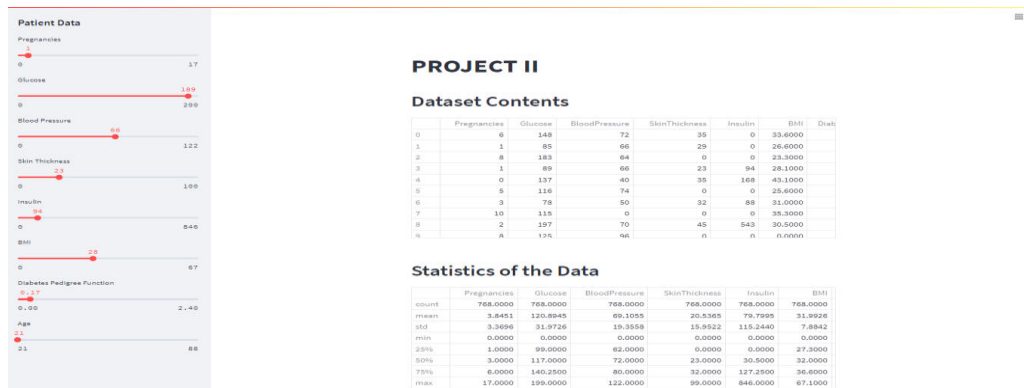 Patient Data
Pregnancies
1
0 17
Glucose
189
0 200
Blood Pressure
66
0 122
Skin Thickness
23
0 100
Insulin
94
0 846
BMI
28
0 67
Diabetes Pedigree Function
0.17
0.00 2.40
Age
21
21 88
PROJECT II
Dataset Contents
Pregnancies Glucose BloodPressure SkinThickness Insulin BMI Diab
0 6 148 72 35 0 33.6000
1 1 85 66 29 0 26.6000
2 8 183 64 0 0 23.3000
3 1 89 66 23 94 28.1000
4 0 137 40 35 168 43.1000
5 5 116 74 0 0 25.6000
6 3 78 50 32 88 31.0000
7 10 115 0 0 0 35.3000
8 2 197 70 45 543 30.5000
9 8 125 96 0 0 0.0000
Statistics of the Data
Pregnancies Glucose BloodPressure SkinThickness Insulin BMI
count 768.0000 768.0000 768.0000 768.0000 768.0000 768.0000
mean 3.8451 120.8945 69.1055 20.5365 79.7995 31.9926
std 3.3696 31.9726 19.3558 15.9522 115.2440 7.8842
min 0.0000 0.0000 0.0000 0.0000 0.0000 0.0000
25% 1.0000 99.0000 62.0000 0.0000 0.0000 27.3000
50% 3.0000 117.0000 72.0000 23.0000 30.5000 32.0000
75% 6.0000 140.2500 80.0000 32.0000 127.2500 36.6000
max 17.0000 199.0000 122.0000 99.0000 846.0000 67.1000